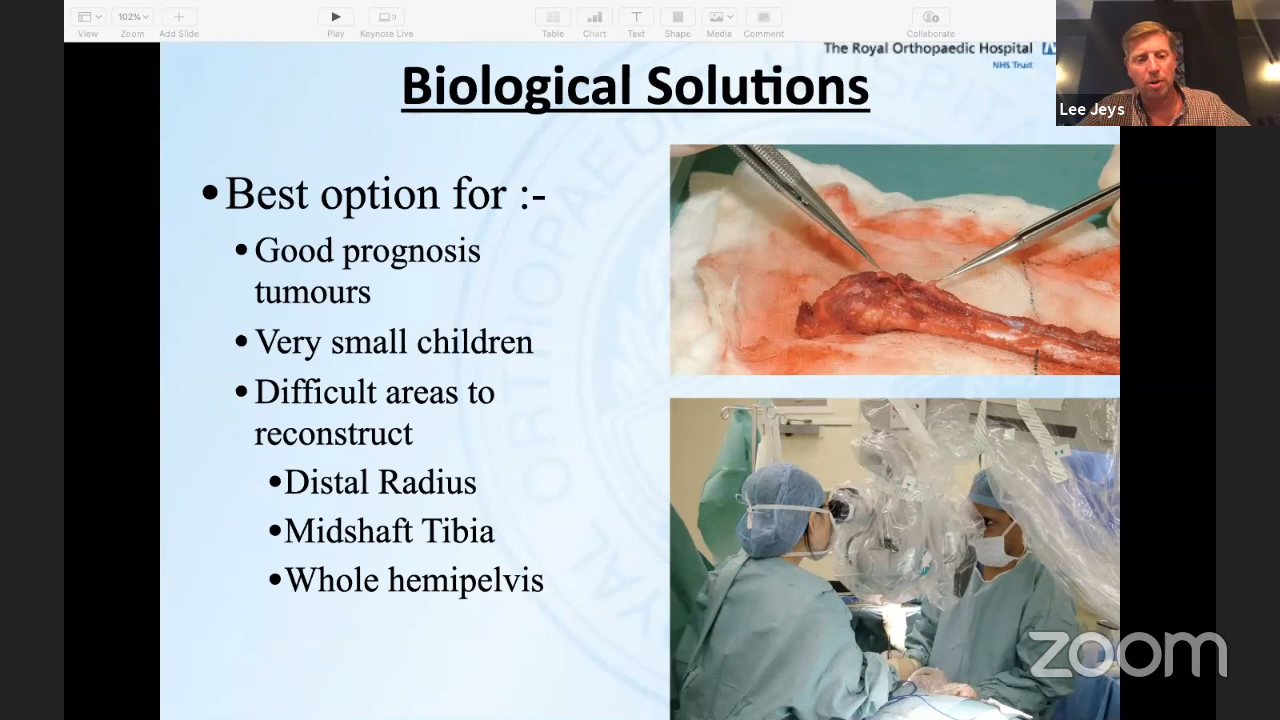 View
102%
Zoom
Add Slide
Play
Keynote Live
Table
Chart
Text
Shape
Media
Comment
Collaborate
The Royal Orthopaedic Hospital
NHS Trust
Lee Jeys
Biological Solutions
•Best option for :-
•Good prognosis
tumours
•Very small children
•Difficult areas to
reconstruct
•Distal Radius
•Midshaft Tibia
•Whole hemipelvis
zoom